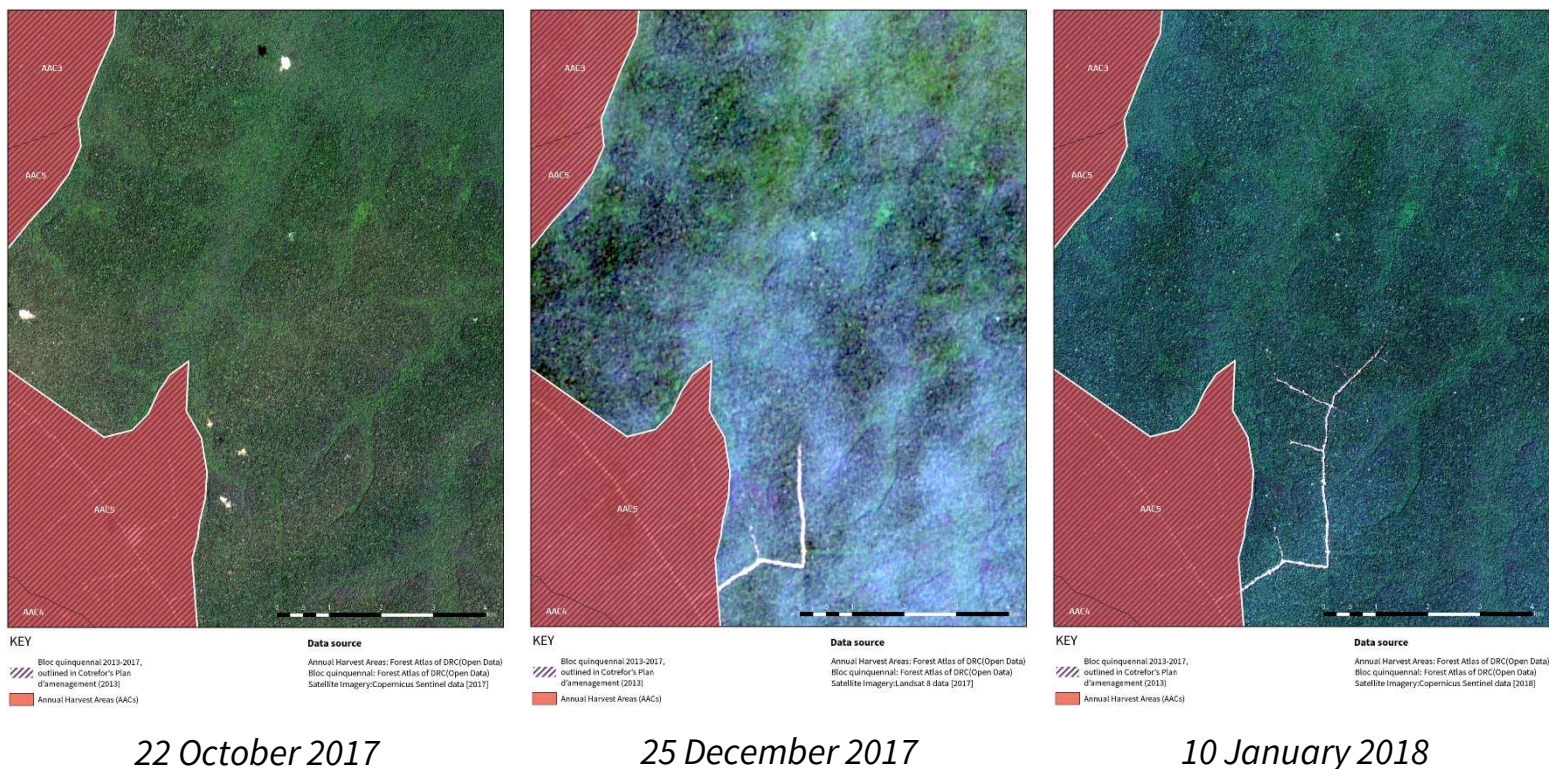 AAC3
AAC5
AAC5
AAC4
KEY
Bloc quinquennal 2013-2017,
outlined in Cotrefor's Plan
d'amenagement (2013)
Annual Harvest Areas (AACs)
Data source
Annual Harvest Areas: Forest Atlas of DRC(Open Data)
Bloc quinquennal: Forest Atlas of DRC(Open Data)
Satellite Imagery:Copernicus Sentinel data [2017]
22 October 2017
AAC3
AAC5
AAC5
AAC4
KEY
Bloc quinquennal 2013-2017,
outlined in Cotrefor's Plan
d'amenagement (2013)
Annual Harvest Areas (AACs)
Data source
Annual Harvest Areas: Forest Atlas of DRC(Open Data)
Bloc quinquennal: Forest Atlas of DRC(Open Data)
Satellite Imagery:Landsat 8 data [2017]
25 December 2017
AAC3
AAC5
AAC5
AAC4
KEY
Bloc quinquennal 2013-2017,
outlined in Cotrefor's Plan
d'amenagement (2013)
Annual Harvest Areas (AACs)
Data source
Annual Harvest Areas: Forest Atlas of DRC(Open Data)
Bloc quinquennal: Forest Atlas of DRC(Open Data)
Satellite Imagery:Copernicus Sentinel data [2018]
10 January 2018